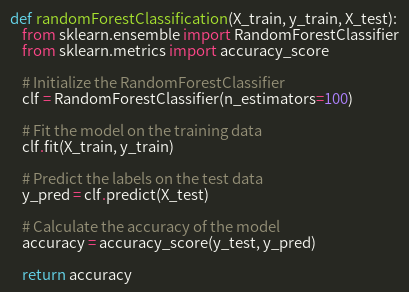 def randomForestClassification(X_train, y_train, X_test):
from sklearn.ensemble import RandomForestClassifier
from sklearn.metrics import accuracy_score
# Initialize the RandomForestClassifier
clf = RandomForestClassifier(n_estimators=100)
# Fit the model on the training data
clf.fit(X_train, y_train)
# Predict the labels on the test data
y_pred = clf.predict(X_test)
# Calculate the accuracy of the model
accuracy = accuracy_score(y_test, y_pred)
return accuracy